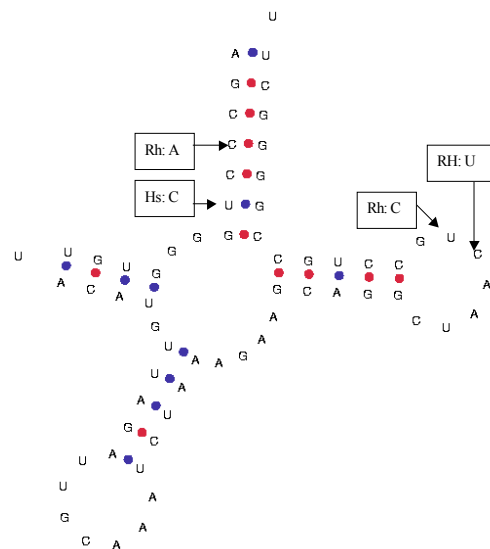 U
A U
G C
C G
Rh: A C G
RH: U
C G
Hs: C U G
Rh: C
G G C G U
U U G U G C G U C C C
A C A G C A G G A
U A C U A
G A
U A A G
U A
A U
G C
U A U
U A
G A
C A